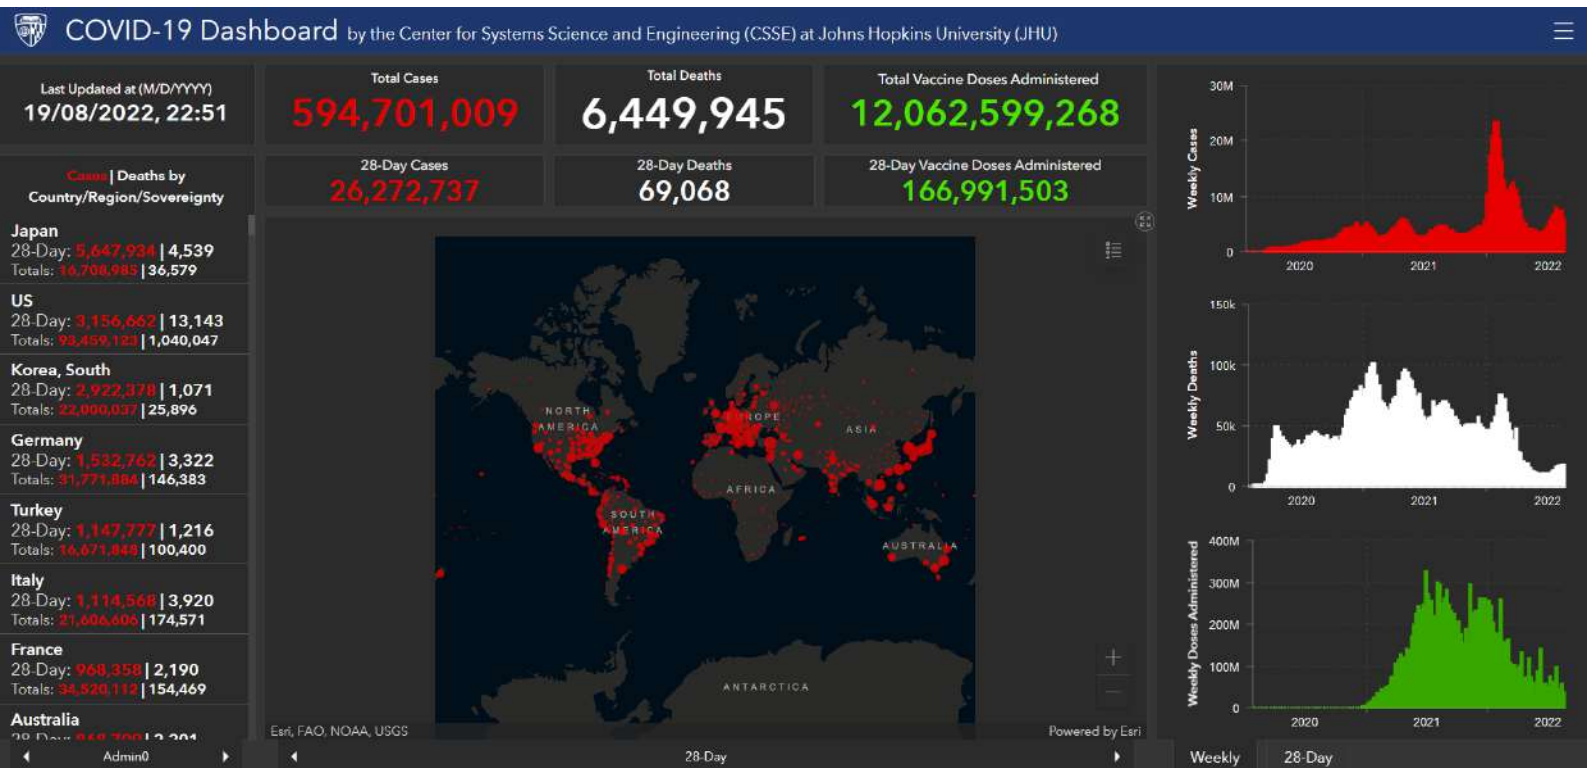 COVID-19 Dashboard by the Center for Systems Science and Engineering (CSSE) at Johns Hopkins University (JHU)
Last Updated at (M/D/YYYY)
19/08/2022, 22:51
Cases | Deaths by
Country/Region/Sovereignty
Japan
28-Day: 5,647,934 | 4,539
Totals: 16,708,985 | 36,579
US
28-Day: 3,156,662 | 13,143
Totals: 93,459,123 | 1,040,047
Korea, South
28-Day: 2,922,378 | 1,071
Totals: 22,000,037 | 25,896
Germany
28-Day: 1,532,762 | 3,322
Totals: 31,771,884 | 146,383
Turkey
28-Day: 1,147,777 | 1,216
Totals: 16,671,848 | 100,400
Italy
28-Day: 1,114,568 | 3,920
Totals: 21,606,606 | 174,571
France
28-Day: 968,358 | 2,190
Totals: 34,520,112 | 154,469
Australia
Admin0
Total Cases
594,701,009
Total Deaths
6,449,945
Total Vaccine Doses Administered
12,062,599,268
28-Day Cases
26,272,737
28-Day Deaths
69,068
28-Day Vaccine Doses Administered
166,991,503
NORTH
AMERICA
EUROPE
ASIA
AFRICA
SOUTH
AMERICA
AUSTRALIA
ANTARCTICA
Esri, FAO, NOAA, USGS
Powered by Esri
28-Day
Weekly Cases
30M
20M
10M
0
2020
2021
2022
Weekly Deaths
150k
100k
50k
0
2020
2021
2022
Weekly Doses Administered
400M
300M
200M
100M
0
2020
2021
2022
Weekly
28-Day